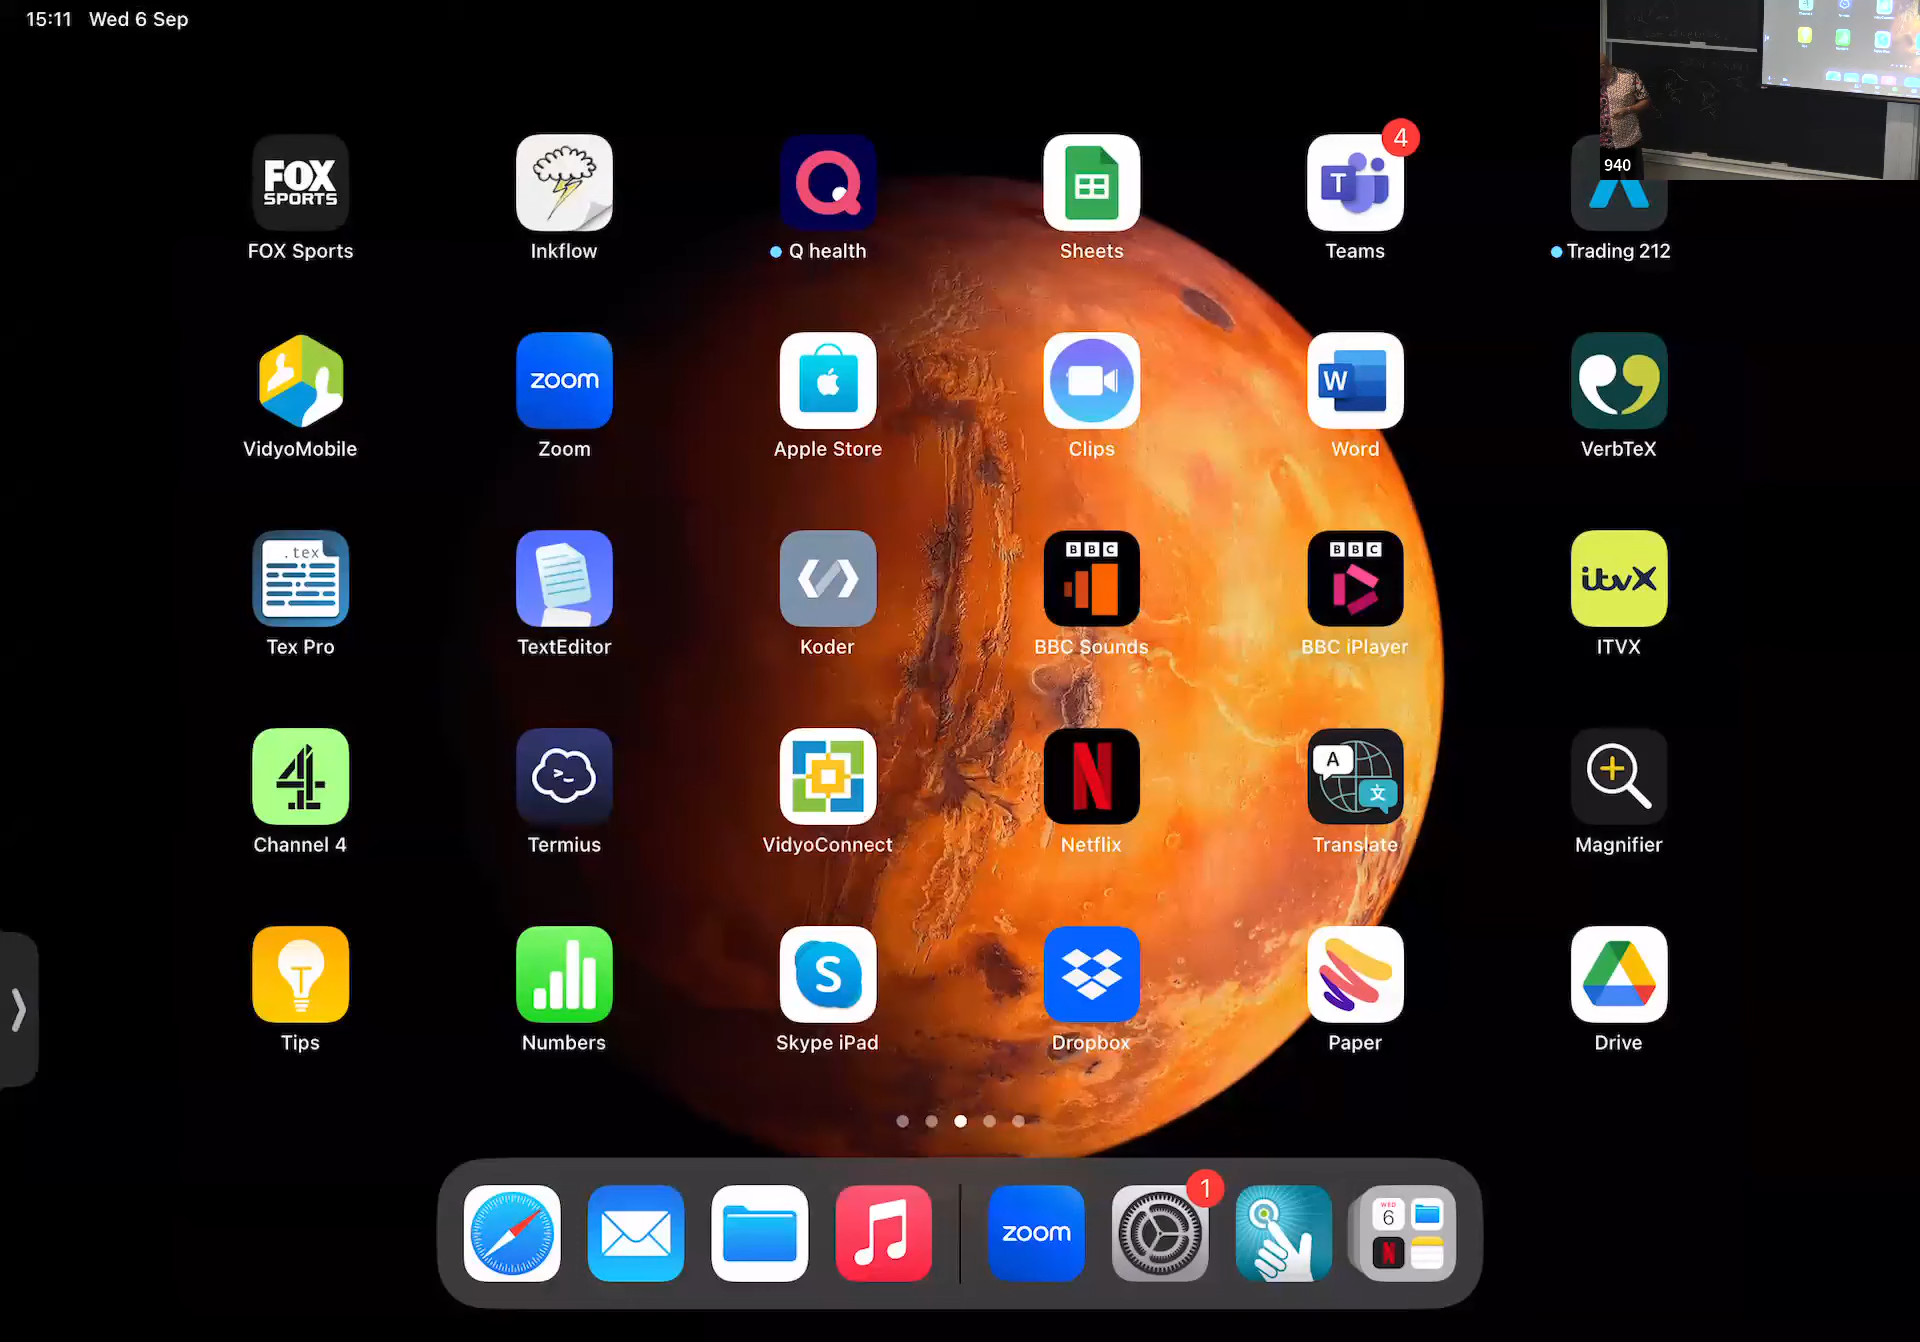 15:11 Wed 6 Sep
940
FOX
SPORTS
4
FOX Sports
Inkflow
Q health
Sheets
T
Teams
Trading 212
zoom
W
VidyoMobile
Zoom
Apple Store
Clips
Word
VerbTeX
.tex
BBC
BBC
itvX
Tex Pro
TextEditor
Koder
BBC Sounds
BBC iPlayer
ITVX
4
>-
N
A
文
Channel 4
Termius
VidyoConnect
Netflix
Translate
Magnifier
T
S
Tips
Numbers
Skype iPad
Dropbox
Paper
Drive
zoom
1
WED
6
N